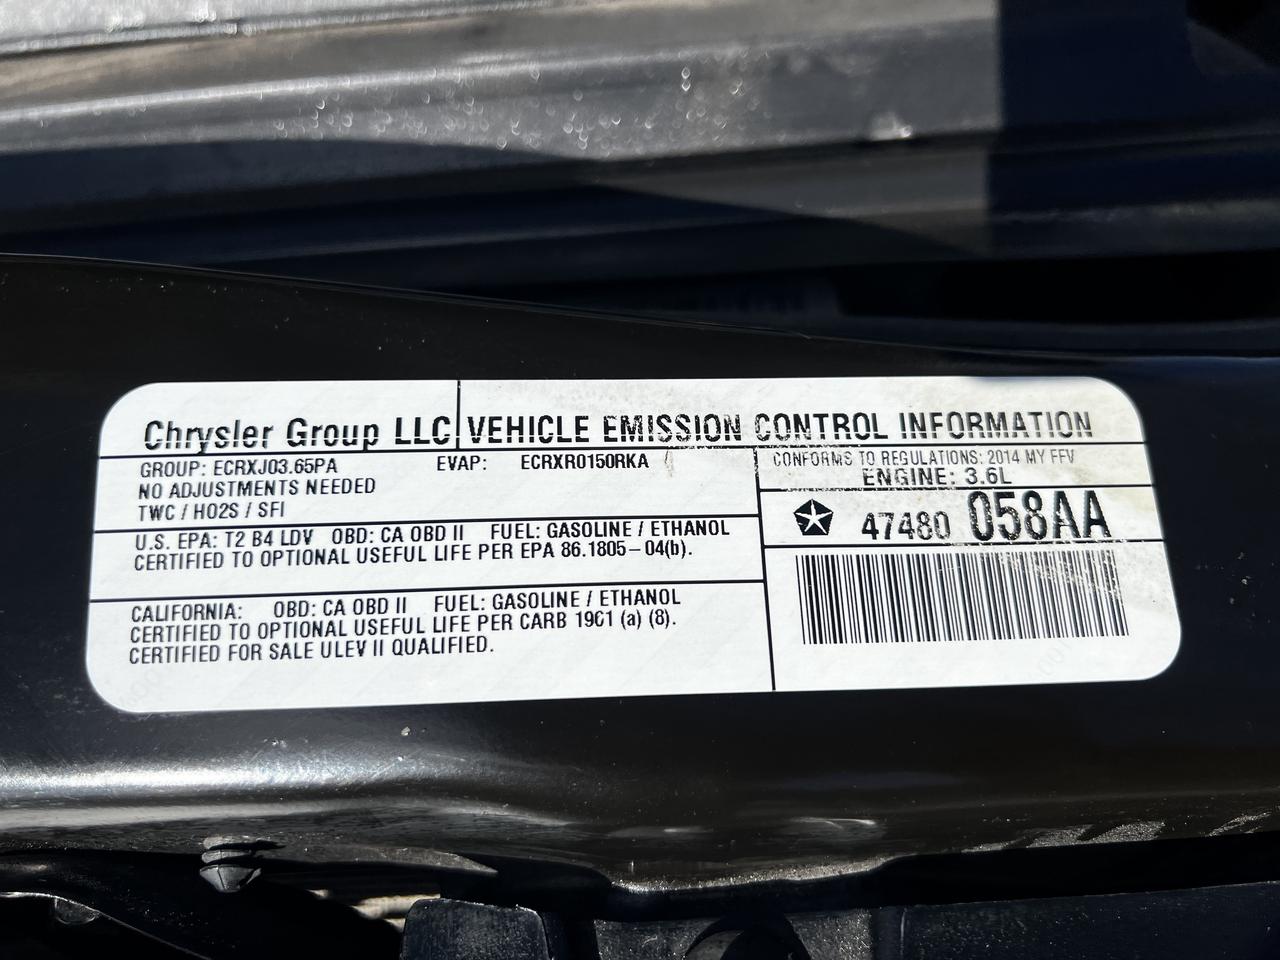 Chrysler Group LLC VEHICLE EMISSION CONTROL INFORMATION
GROUP: ECRXJ03.65PA EVAP: ECRXR0150RKA
NO ADJUSTMENTS NEEDED
TWC / HO2S / SFI
U.S. EPA: T2 B4 LDV OBD: CA OBD II FUEL: GASOLINE / ETHANOL
CERTIFIED TO OPTIONAL USEFUL LIFE PER EPA 86.1805-04(b).
CALIFORNIA: OBD: CA OBD II FUEL: GASOLINE / ETHANOL
CERTIFIED TO OPTIONAL USEFUL LIFE PER CARB 1961 (a) (8).
CERTIFIED FOR SALE ULEV II QUALIFIED.
CONFORMS TO REGULATIONS: 2014 MY FFV
ENGINE: 3.6L
47480 058AA